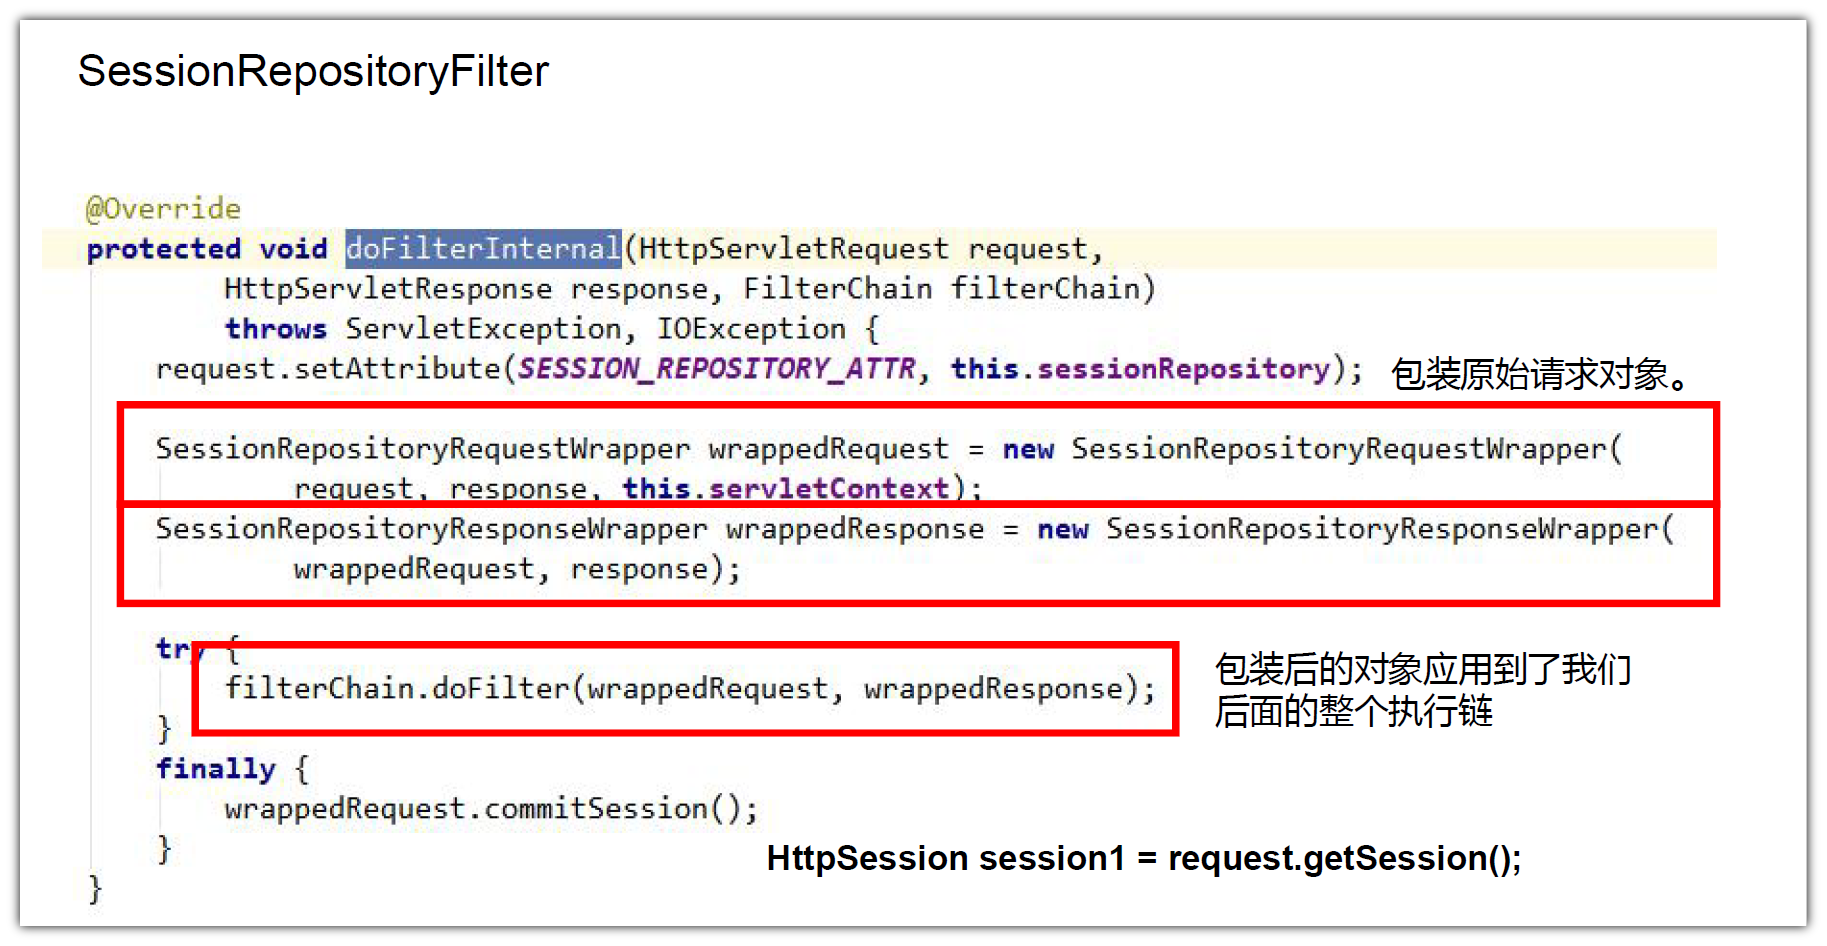 SessionRepositoryFilter
@Override
protected void doFilterInternal(HttpServletRequest request,
HttpServletResponse response, FilterChain filterChain)
throws ServletException, IOException {
request.setAttribute(SESSION_REPOSITORY_ATTR, this.sessionRepository);
包装原始请求对象。
SessionRepositoryRequestWrapper wrappedRequest = new SessionRepositoryRequestWrapper(
request, response, this.servletContext);
SessionRepositoryResponseWrapper wrappedResponse = new SessionRepositoryResponseWrapper(
wrappedRequest, response);
try {
filterChain.doFilter(wrappedRequest, wrappedResponse);
包装后的对象应用到了我们
后面的整个执行链
}
finally {
wrappedRequest.commitSession();
}
HttpSession session1 = request.getSession();
}